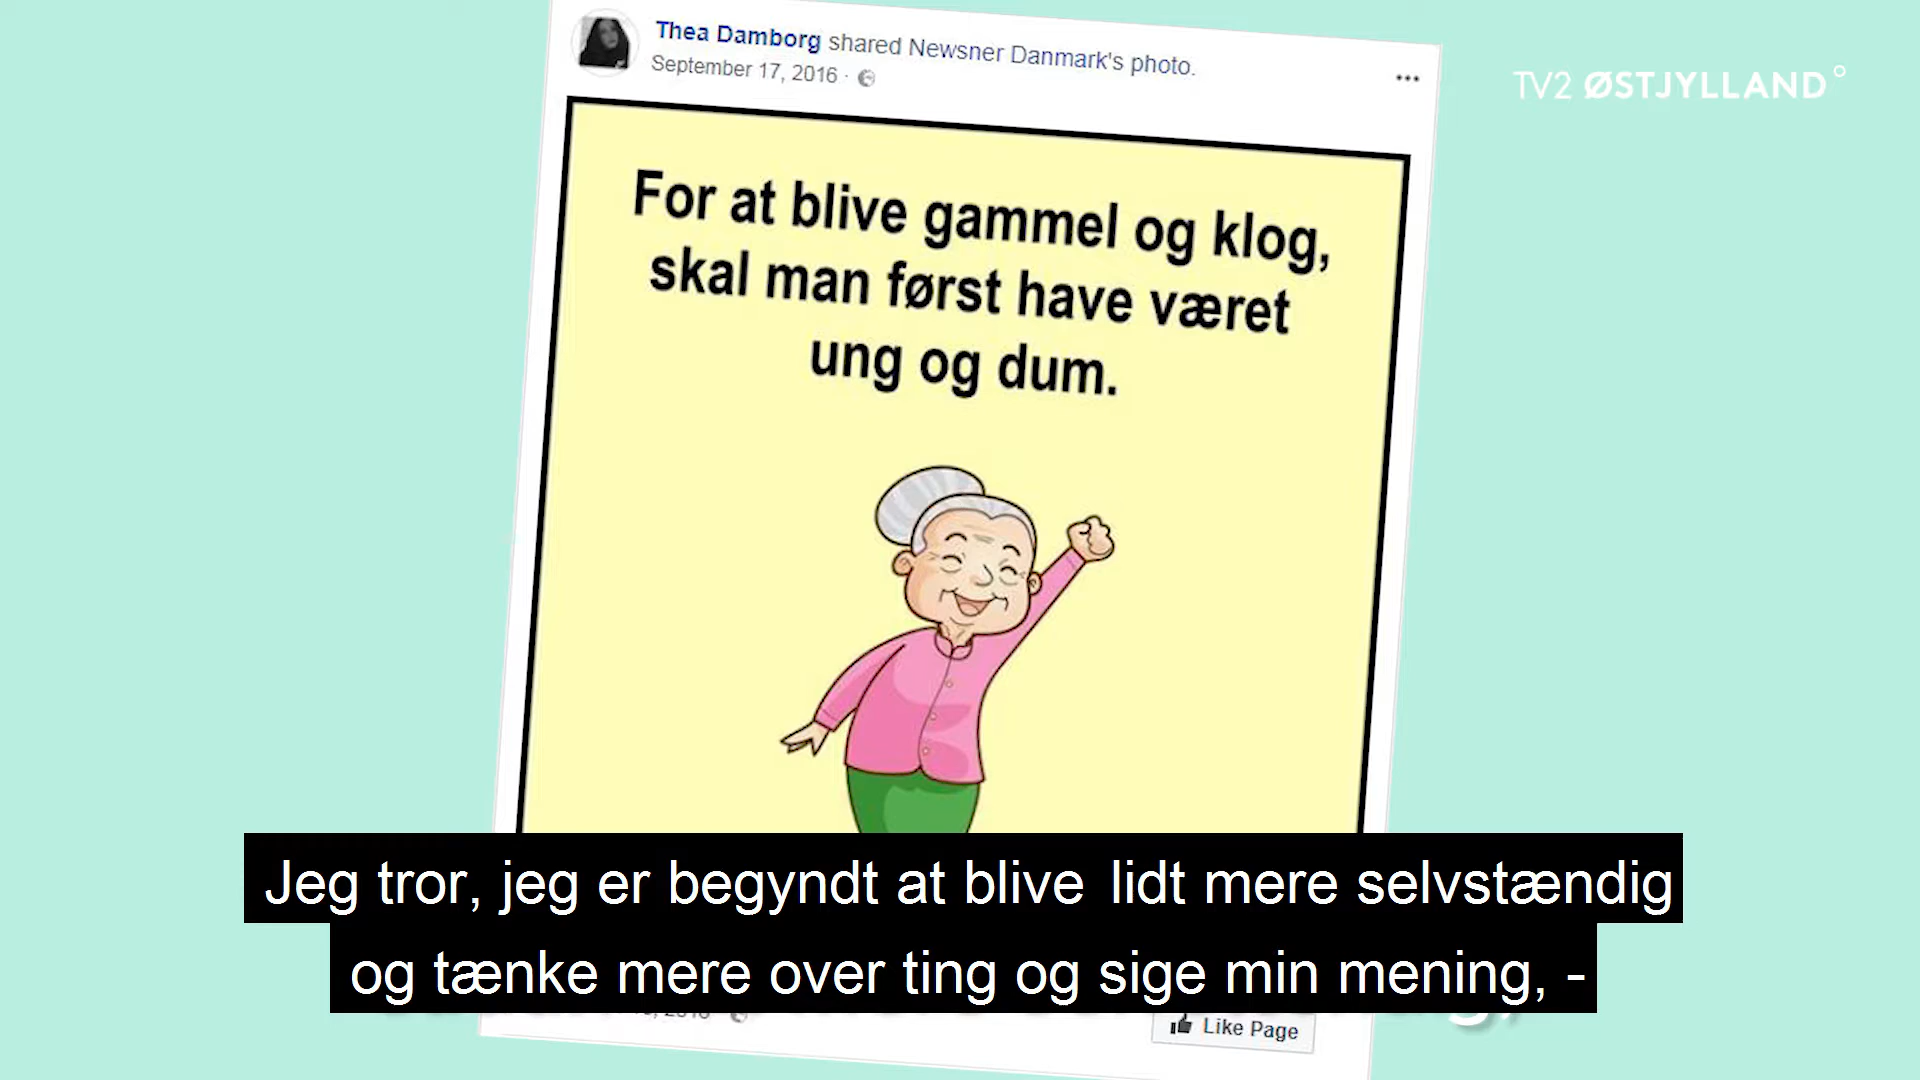 Thea Damborg shared Newsner Danmark's photo.
September 17, 2016 ·
TV2 ØSTJYLLAND
For at blive gammel og klog,
skal man først have været
ung og dum.
Jeg tror, jeg er begyndt at blive lidt mere selvstændig
og tænke mere over ting og sige min mening, -
Like Page